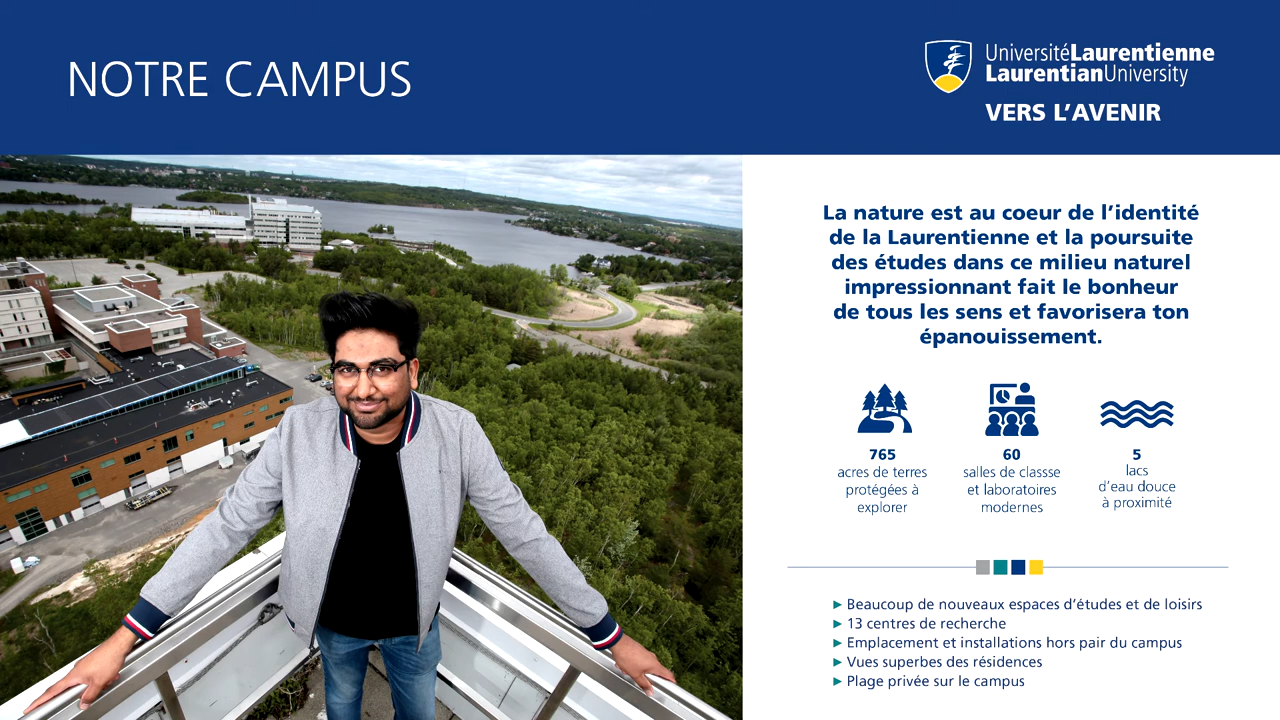 NOTRE CAMPUS
UniversitéLaurentienne
LaurentianUniversity
VERS L’AVENIR
La nature est au coeur de l’identité
de la Laurentienne et la poursuite
des études dans ce milieu naturel
impressionnant fait le bonheur
de tous les sens et favorisera ton
épanouissement.
765
acres de terres
protégées à
explorer
60
salles de classse
et laboratoires
modernes
5
lacs
d’eau douce
à proximité
► Beaucoup de nouveaux espaces d’études et de loisirs
► 13 centres de recherche
► Emplacement et installations hors pair du campus
► Vues superbes des résidences
► Plage privée sur le campus